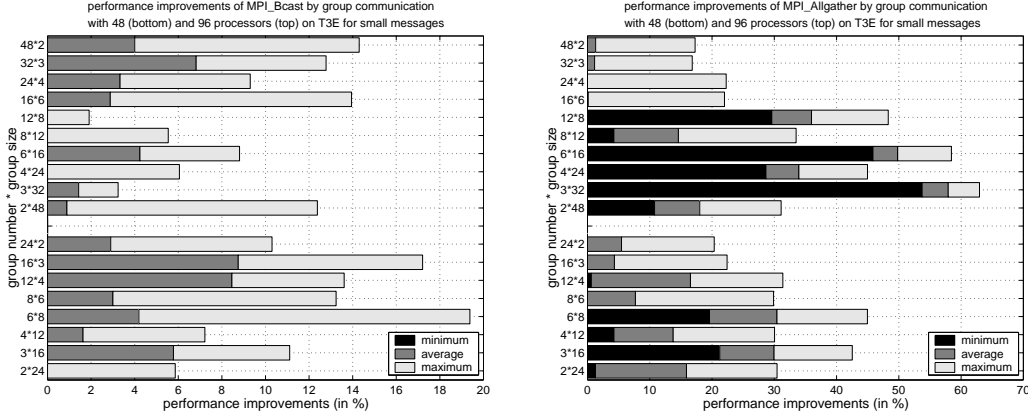 performance improvements of MPI_Bcast by group communication
with 48 (bottom) and 96 processors (top) on T3E for small messages
group number * group size
48*2
32*3
24*4
16*6
12*8
8*12
6*16
4*24
3*32
2*48
24*2
16*3
12*4
8*6
6*8
4*12
3*16
2*24
minimum
average
maximum
0 2 4 6 8 10 12 14 16 18 20
performance improvements (in %)
performance improvements of MPI_Allgather by group communication
with 48 (bottom) and 96 processors (top) on T3E for small messages
group number * group size
48*2
32*3
24*4
16*6
12*8
8*12
6*16
4*24
3*32
2*48
24*2
16*3
12*4
8*6
6*8
4*12
3*16
2*24
minimum
average
maximum
0 10 20 30 40 50 60 70
performance improvements (in %)